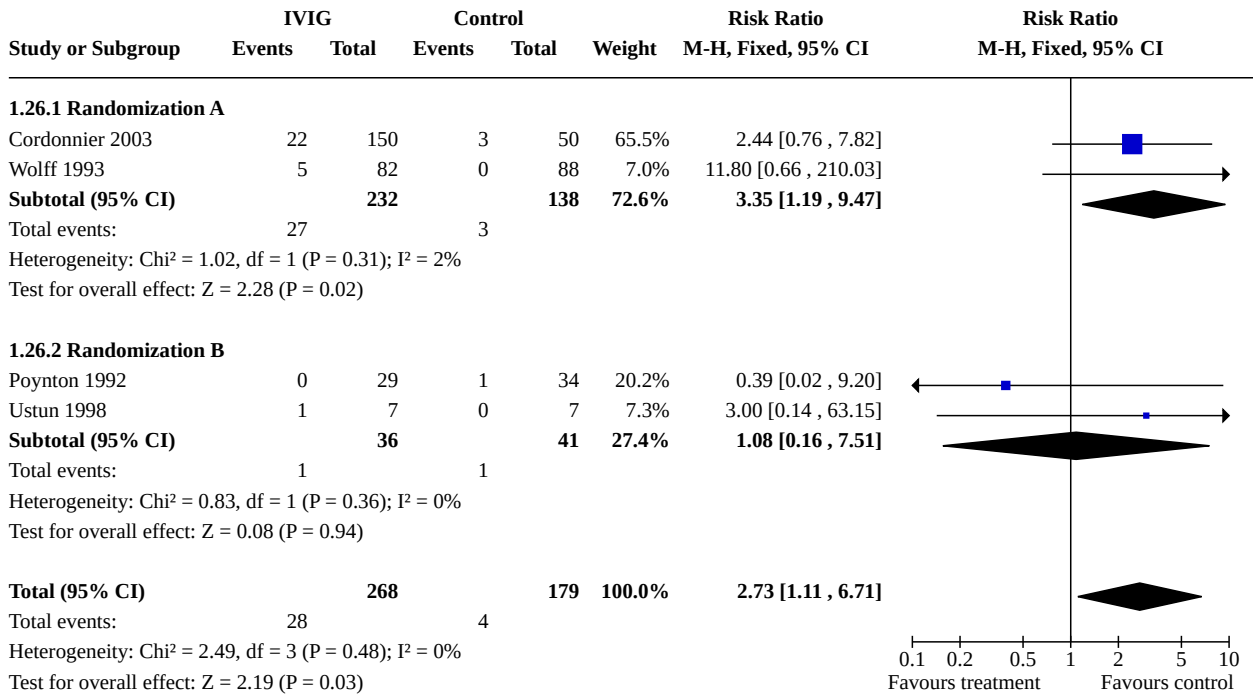 IVIG Control Risk Ratio Risk Ratio
Study or Subgroup Events Total Events Total Weight M-H, Fixed, 95% CI M-H, Fixed, 95% CI
1.26.1 Randomization A
Cordonnier 2003 22 150 3 50 65.5% 2.44 [0.76 , 7.82]
Wolff 1993 5 82 0 88 7.0% 11.80 [0.66 , 210.03]
Subtotal (95% CI) 232 138 72.6% 3.35 [1.19 , 9.47]
Total events: 27 3
Heterogeneity: Chi² = 1.02, df = 1 (P = 0.31); I² = 2%
Test for overall effect: Z = 2.28 (P = 0.02)
1.26.2 Randomization B
Poynton 1992 0 29 1 34 20.2% 0.39 [0.02 , 9.20]
Ustun 1998 1 7 0 7 7.3% 3.00 [0.14 , 63.15]
Subtotal (95% CI) 36 41 27.4% 1.08 [0.16 , 7.51]
Total events: 1 1
Heterogeneity: Chi² = 0.83, df = 1 (P = 0.36); I² = 0%
Test for overall effect: Z = 0.08 (P = 0.94)
Total (95% CI) 268 179 100.0% 2.73 [1.11 , 6.71]
Total events: 28 4
Heterogeneity: Chi² = 2.49, df = 3 (P = 0.48); I² = 0%
Test for overall effect: Z = 2.19 (P = 0.03)
0.1 0.2 0.5 1 2 5 10
Favours treatment Favours control